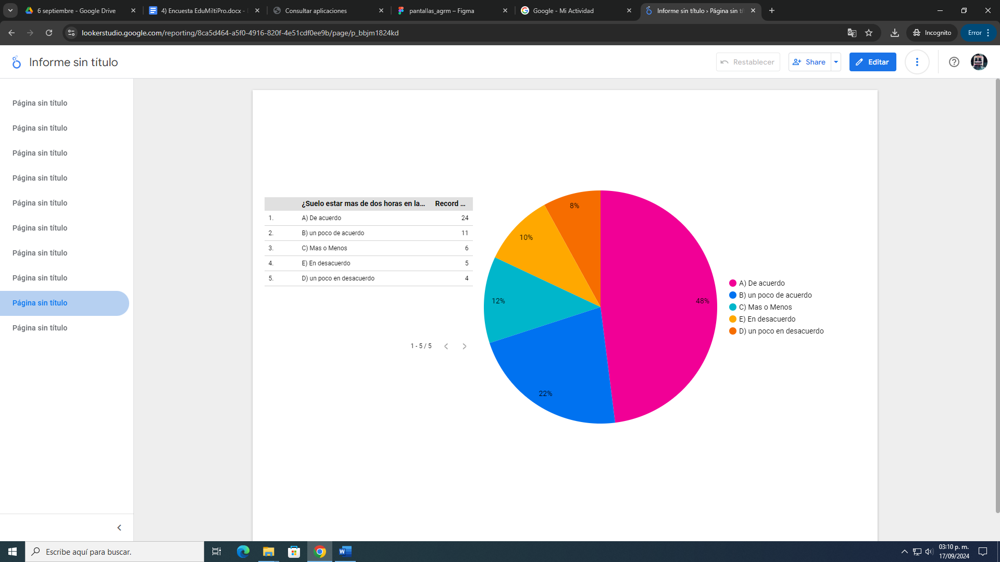 6 septiembre - Google Drive
4) Encuesta EduMiltiPro.docx -
Consultar aplicaciones
pantallas_agrm – Figma
Google - Mi Actividad
Informe sin título › Página sin tí
lookerstudio.google.com/reporting/8ca5d464-a5f0-4916-820f-4e51cdf0ee9b/page/p_bbjm1824kd
Incognito
Error
Informe sin título
Restablecer
Share
Editar
Página sin título
Página sin título
Página sin título
Página sin título
Página sin título
Página sin título
Página sin título
Página sin título
Página sin título
Página sin título
¿Suelo estar mas de dos horas en la... Record ...
1. A) De acuerdo 24
2. B) un poco de acuerdo 11
3. C) Mas o Menos 6
4. E) En desacuerdo 5
5. D) un poco en desacuerdo 4
1 - 5 / 5
8%
10%
12%
48%
22%
A) De acuerdo
B) un poco de acuerdo
C) Mas o Menos
E) En desacuerdo
D) un poco en desacuerdo
Escribe aquí para buscar.
03:10 p. m.
17/09/2024